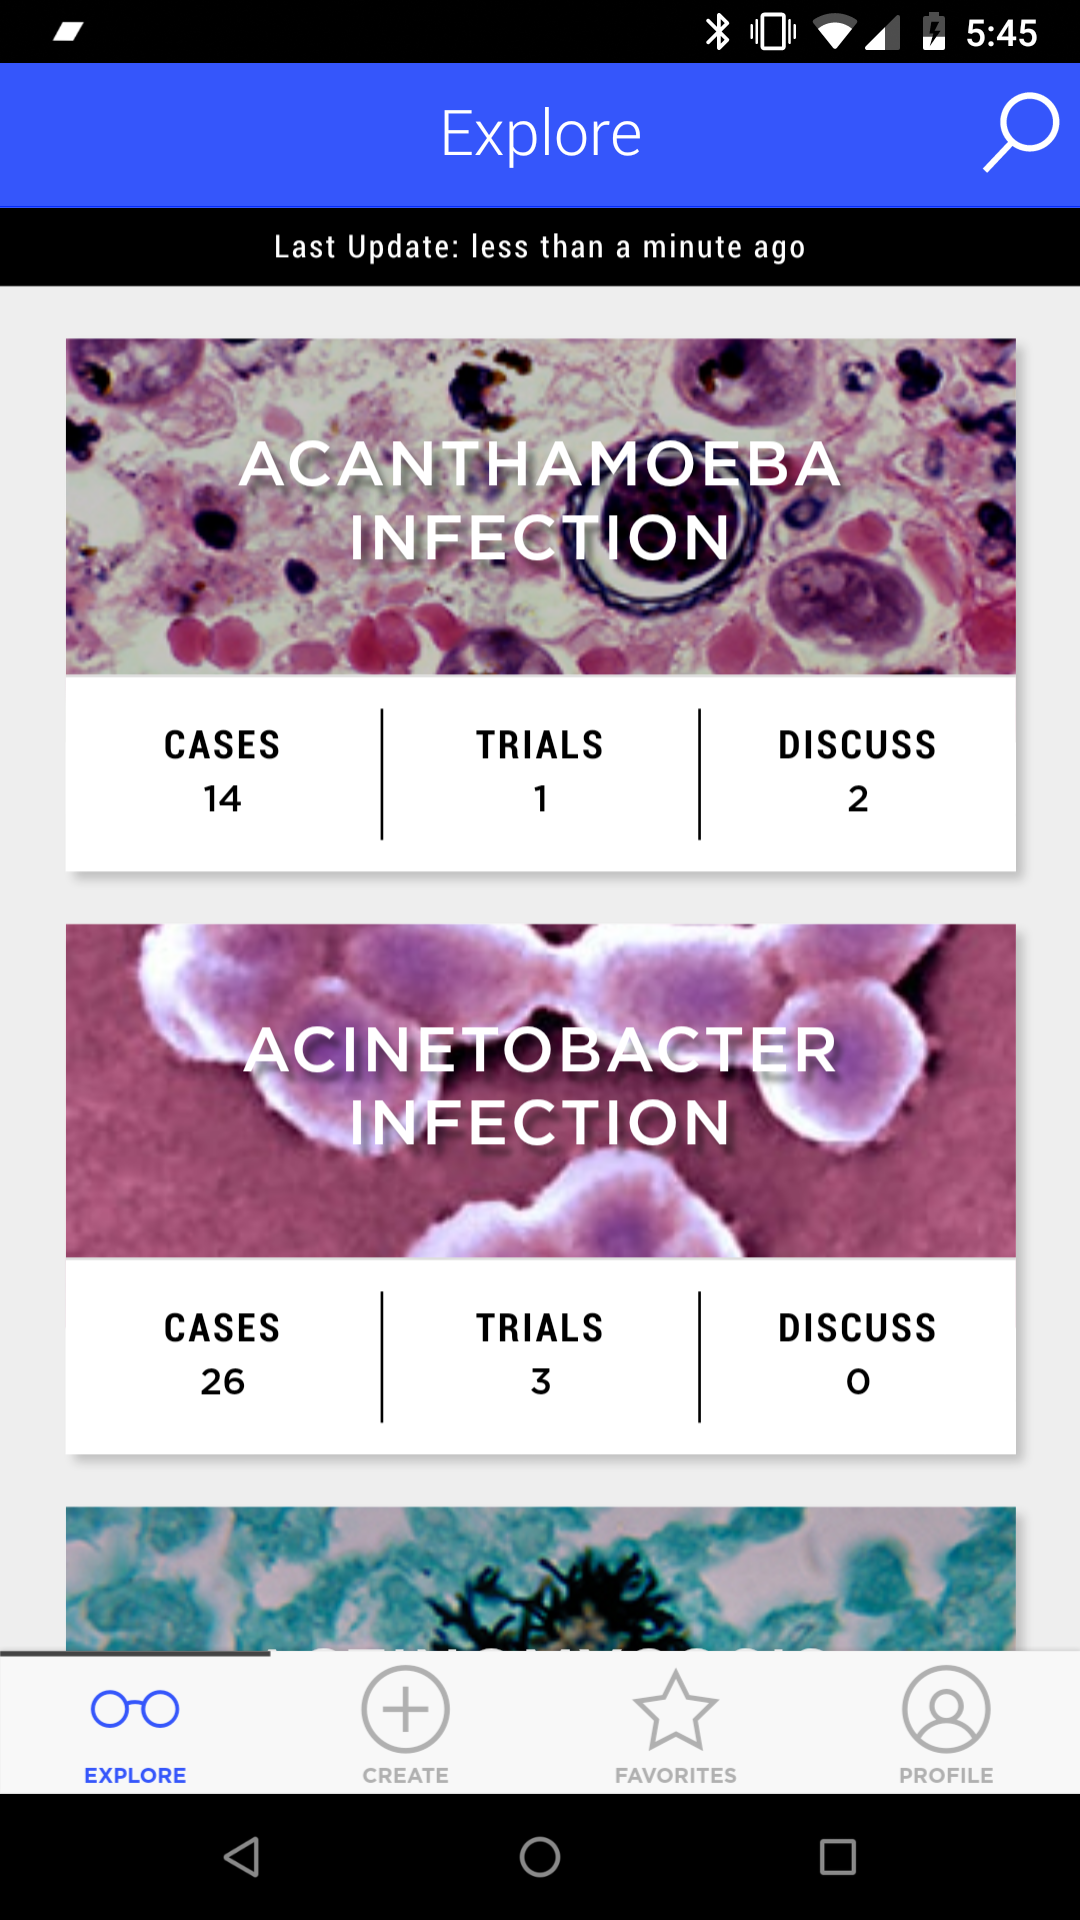 5:45
Explore
Last Update: less than a minute ago
ACANTHAMOEBA
INFECTION
CASES TRIALS DISCUSS
14 1 2
ACINETOBACTER
INFECTION
CASES TRIALS DISCUSS
26 3 0
EXPLORE CREATE FAVORITES PROFILE